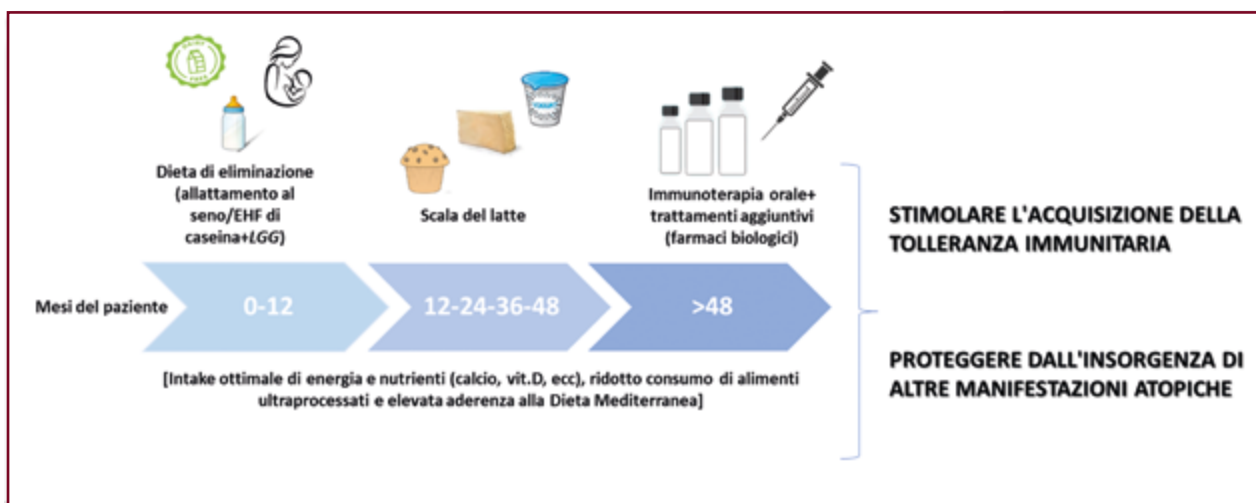 DAIRY
FREE
Dieta di eliminazione
(allattamento al
seno/EHF di
caseina+LGG)
Scala del latte
YOGURT
Immunoterapia orale+
trattamenti aggiuntivi
(farmaci biologici)
Mesi del paziente
0-12
12-24-36-48
>48
[Intake ottimale di energia e nutrienti (calcio, vit.D, ecc), ridotto consumo di alimenti
ultraprocessati e elevata aderenza alla Dieta Mediterranea]
STIMOLARE L'ACQUISIZIONE DELLA
TOLLERANZA IMMUNITARIA
PROTEGGERE DALL'INSORGENZA DI
ALTRE MANIFESTAZIONI ATOPICHE